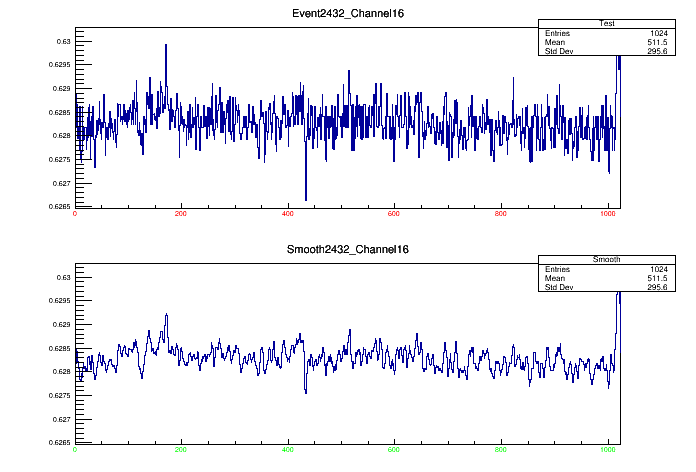 Event2432_Channel16
Test
Entries 1024
Mean 511.5
Std Dev 295.6
0.63
0.6295
0.629
0.6285
0.628
0.6275
0.627
0.6265
0 200 400 600 800 1000
Smooth2432_Channel16
Smooth
Entries 1024
Mean 511.5
Std Dev 295.6
0.63
0.6295
0.629
0.6285
0.628
0.6275
0.627
0.6265
0 200 400 600 800 1000